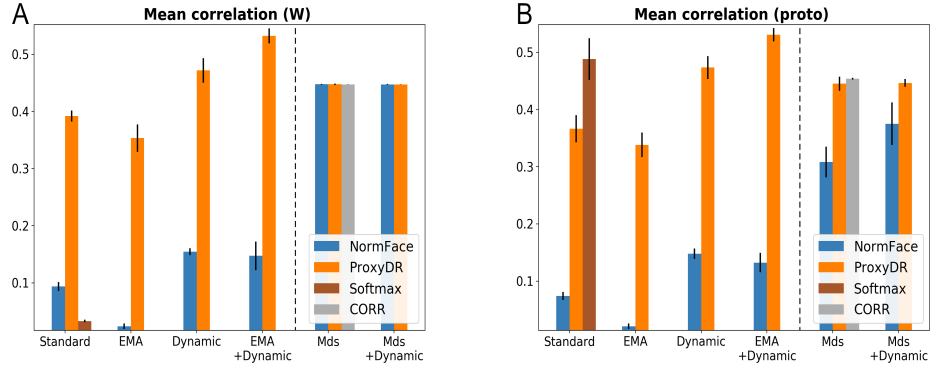 A
Mean correlation (W)
0.5
0.4
0.3
0.2
0.1
Standard
EMA
Dynamic
EMA
+Dynamic
Mds
Mds
+Dynamic
NormFace
ProxyDR
Softmax
CORR
B
Mean correlation (proto)
0.5
0.4
0.3
0.2
0.1
Standard
EMA
Dynamic
EMA
+Dynamic
Mds
Mds
+Dynamic
NormFace
ProxyDR
Softmax
CORR